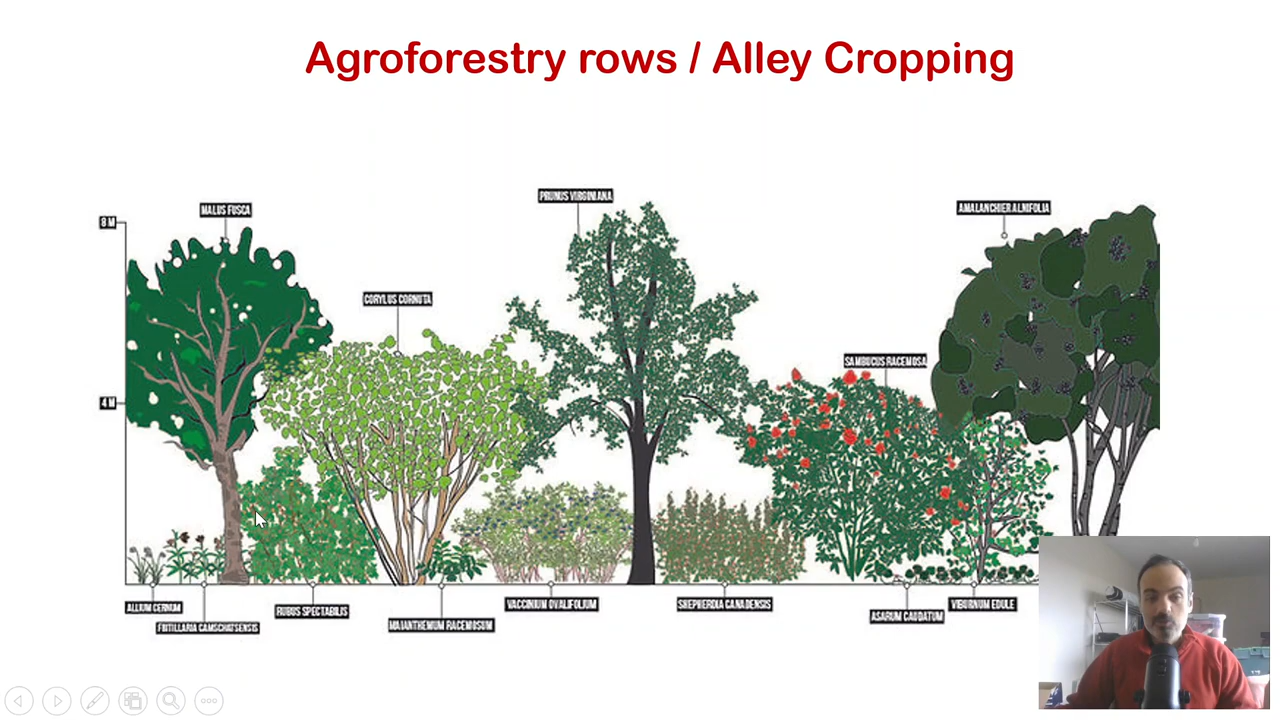 Agroforestry rows / Alley Cropping
PRUNUS VIRGINIANA
MALUS FUSCA
AMALANCHIER ALNIFOLIA
8 M
CORYLUS CORNUTA
SAMBUCUS RACEMOSA
4 M
ALLIUM CERNUM
RUBUS SPECTABILIS
VACCINIUM OVALIFOLIUM
SHEPHERDIA CANADENSIS
VIBURNUM EDULE
ASARUM CAUDATUM
FRITILLARIA CAMSCHATSENSIS
MAIANTHEMUM RACEMOSUM